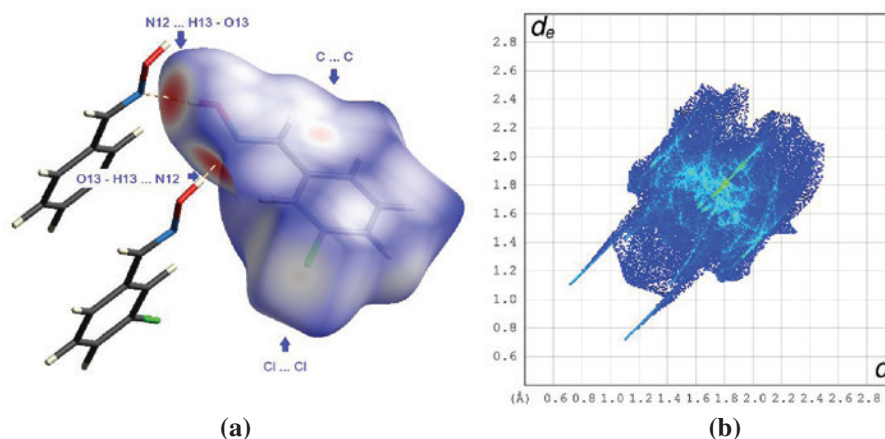 N12 ... H13 - O13
C ... C
O13 - H13 ... N12
Cl ... Cl
(a)
de
2.8
2.6
2.4
2.2
2.0
1.8
1.6
1.4
1.2
1.0
0.8
0.6
d
(Å) 0.6 0.8 1.0 1.2 1.4 1.6 1.8 2.0 2.2 2.4 2.6 2.8
(b)